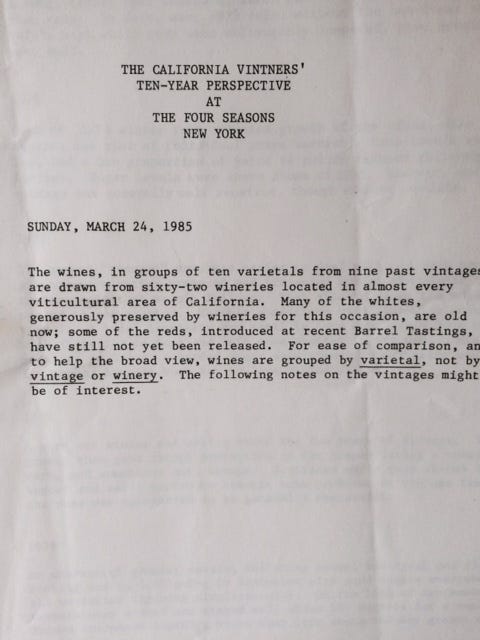 THE CALIFORNIA VINTNERS'
TEN-YEAR PERSPECTIVE
AT
THE FOUR SEASONS
NEW YORK
SUNDAY, MARCH 24, 1985
The wines, in groups of ten varietals from nine past vintages
are drawn from sixty-two wineries located in almost every
viticultural area of California. Many of the whites,
generously preserved by wineries for this occasion, are old
now; some of the reds, introduced at recent Barrel Tastings,
have still not yet been released. For ease of comparison, an
to help the broad view, wines are grouped by varietal, not by
vintage or winery. The following notes on the vintages might
be of interest.